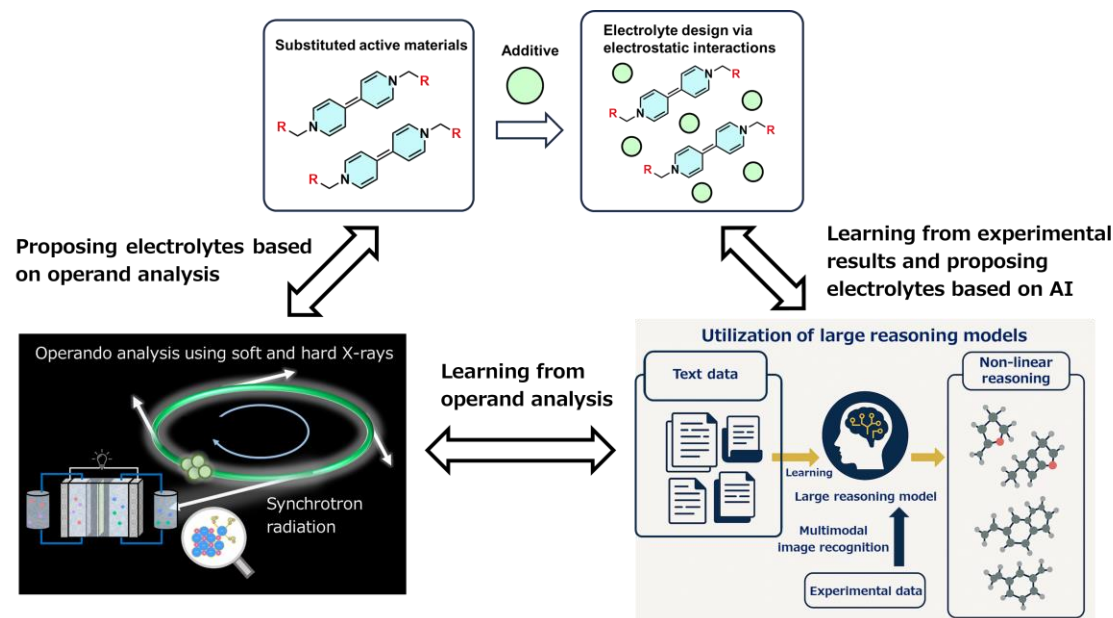 Substituted active materials
R
N
N
R
R
N
N
R
Additive
Electrolyte design via
electrostatic interactions
R
N
N
R
R
N
N
R
Proposing electrolytes based
on operand analysis
Learning from experimental
results and proposing
electrolytes based on AI
Operando analysis using soft and hard X-rays
Synchrotron
radiation
Learning from
operand analysis
Utilization of large reasoning models
Text data
Learning
Large reasoning model
Multimodal
image recognition
Experimental data
Non-linear
reasoning